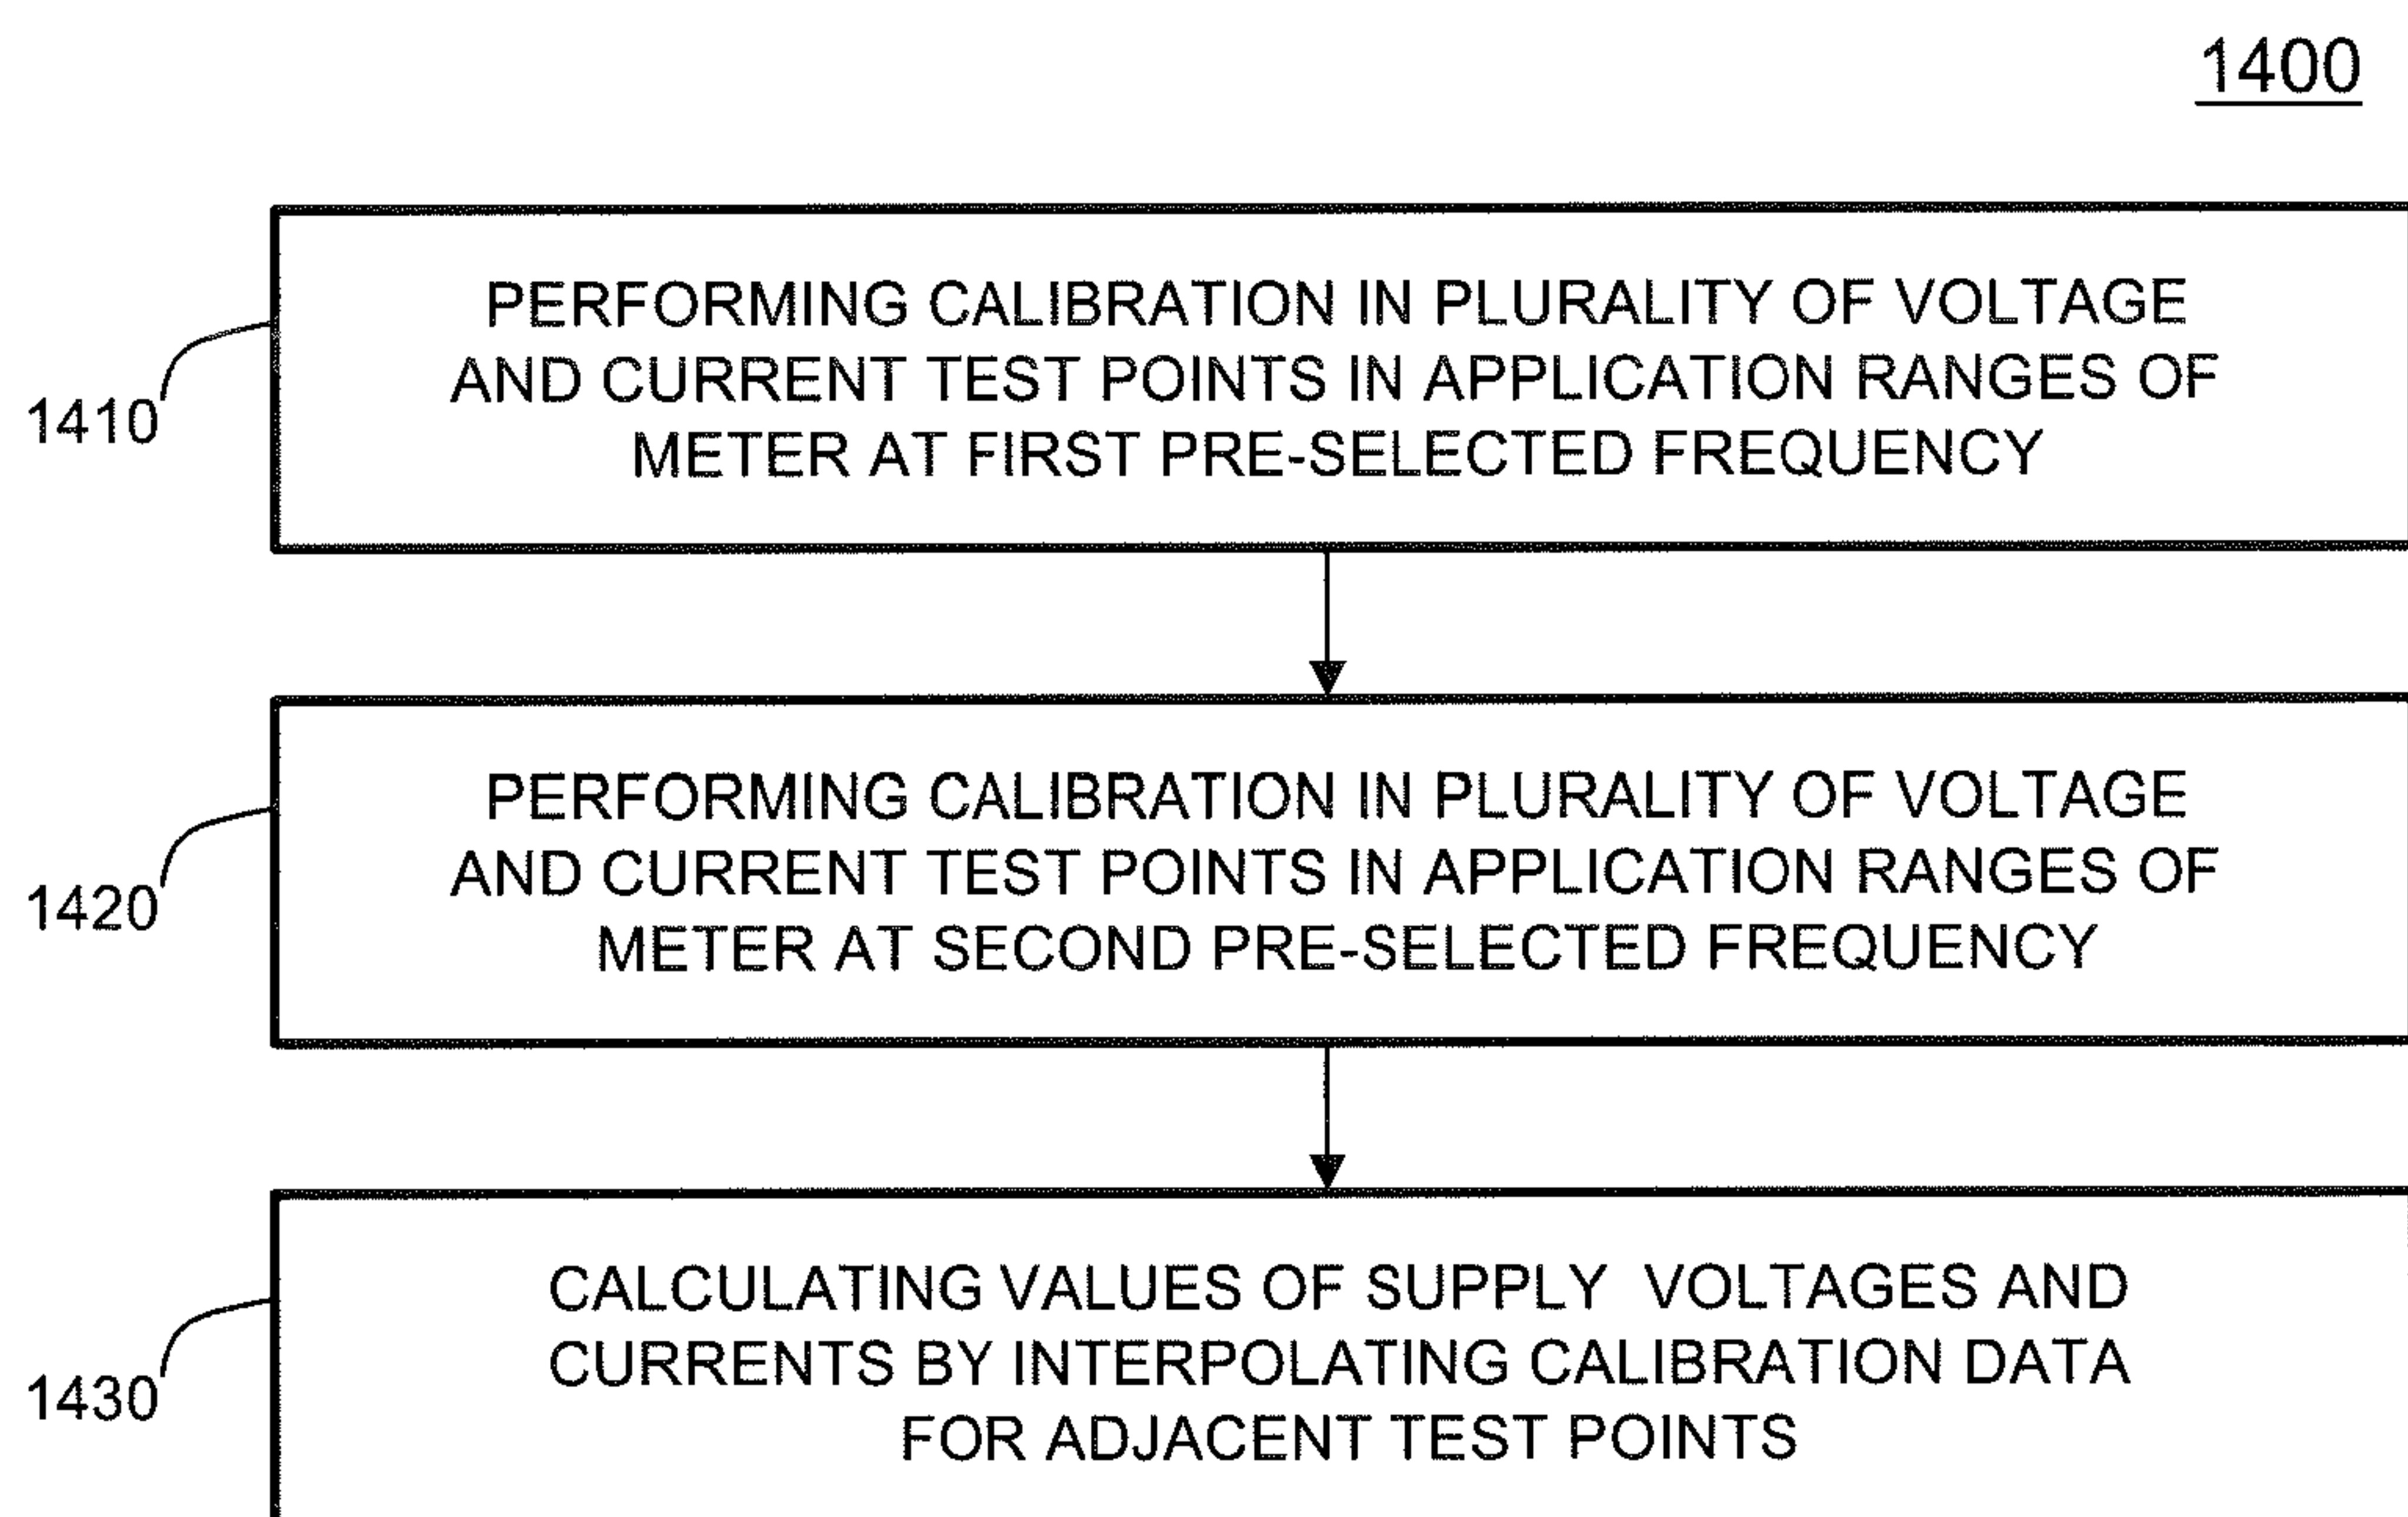 1400
PERFORMING CALIBRATION IN PLURALITY OF VOLTAGE
AND CURRENT TEST POINTS IN APPLICATION RANGES OF
METER AT FIRST PRE-SELECTED FREQUENCY
1410
PERFORMING CALIBRATION IN PLURALITY OF VOLTAGE
AND CURRENT TEST POINTS IN APPLICATION RANGES OF
METER AT SECOND PRE-SELECTED FREQUENCY
1420
CALCULATING VALUES OF SUPPLY VOLTAGES AND
CURRENTS BY INTERPOLATING CALIBRATION DATA
FOR ADJACENT TEST POINTS
1430